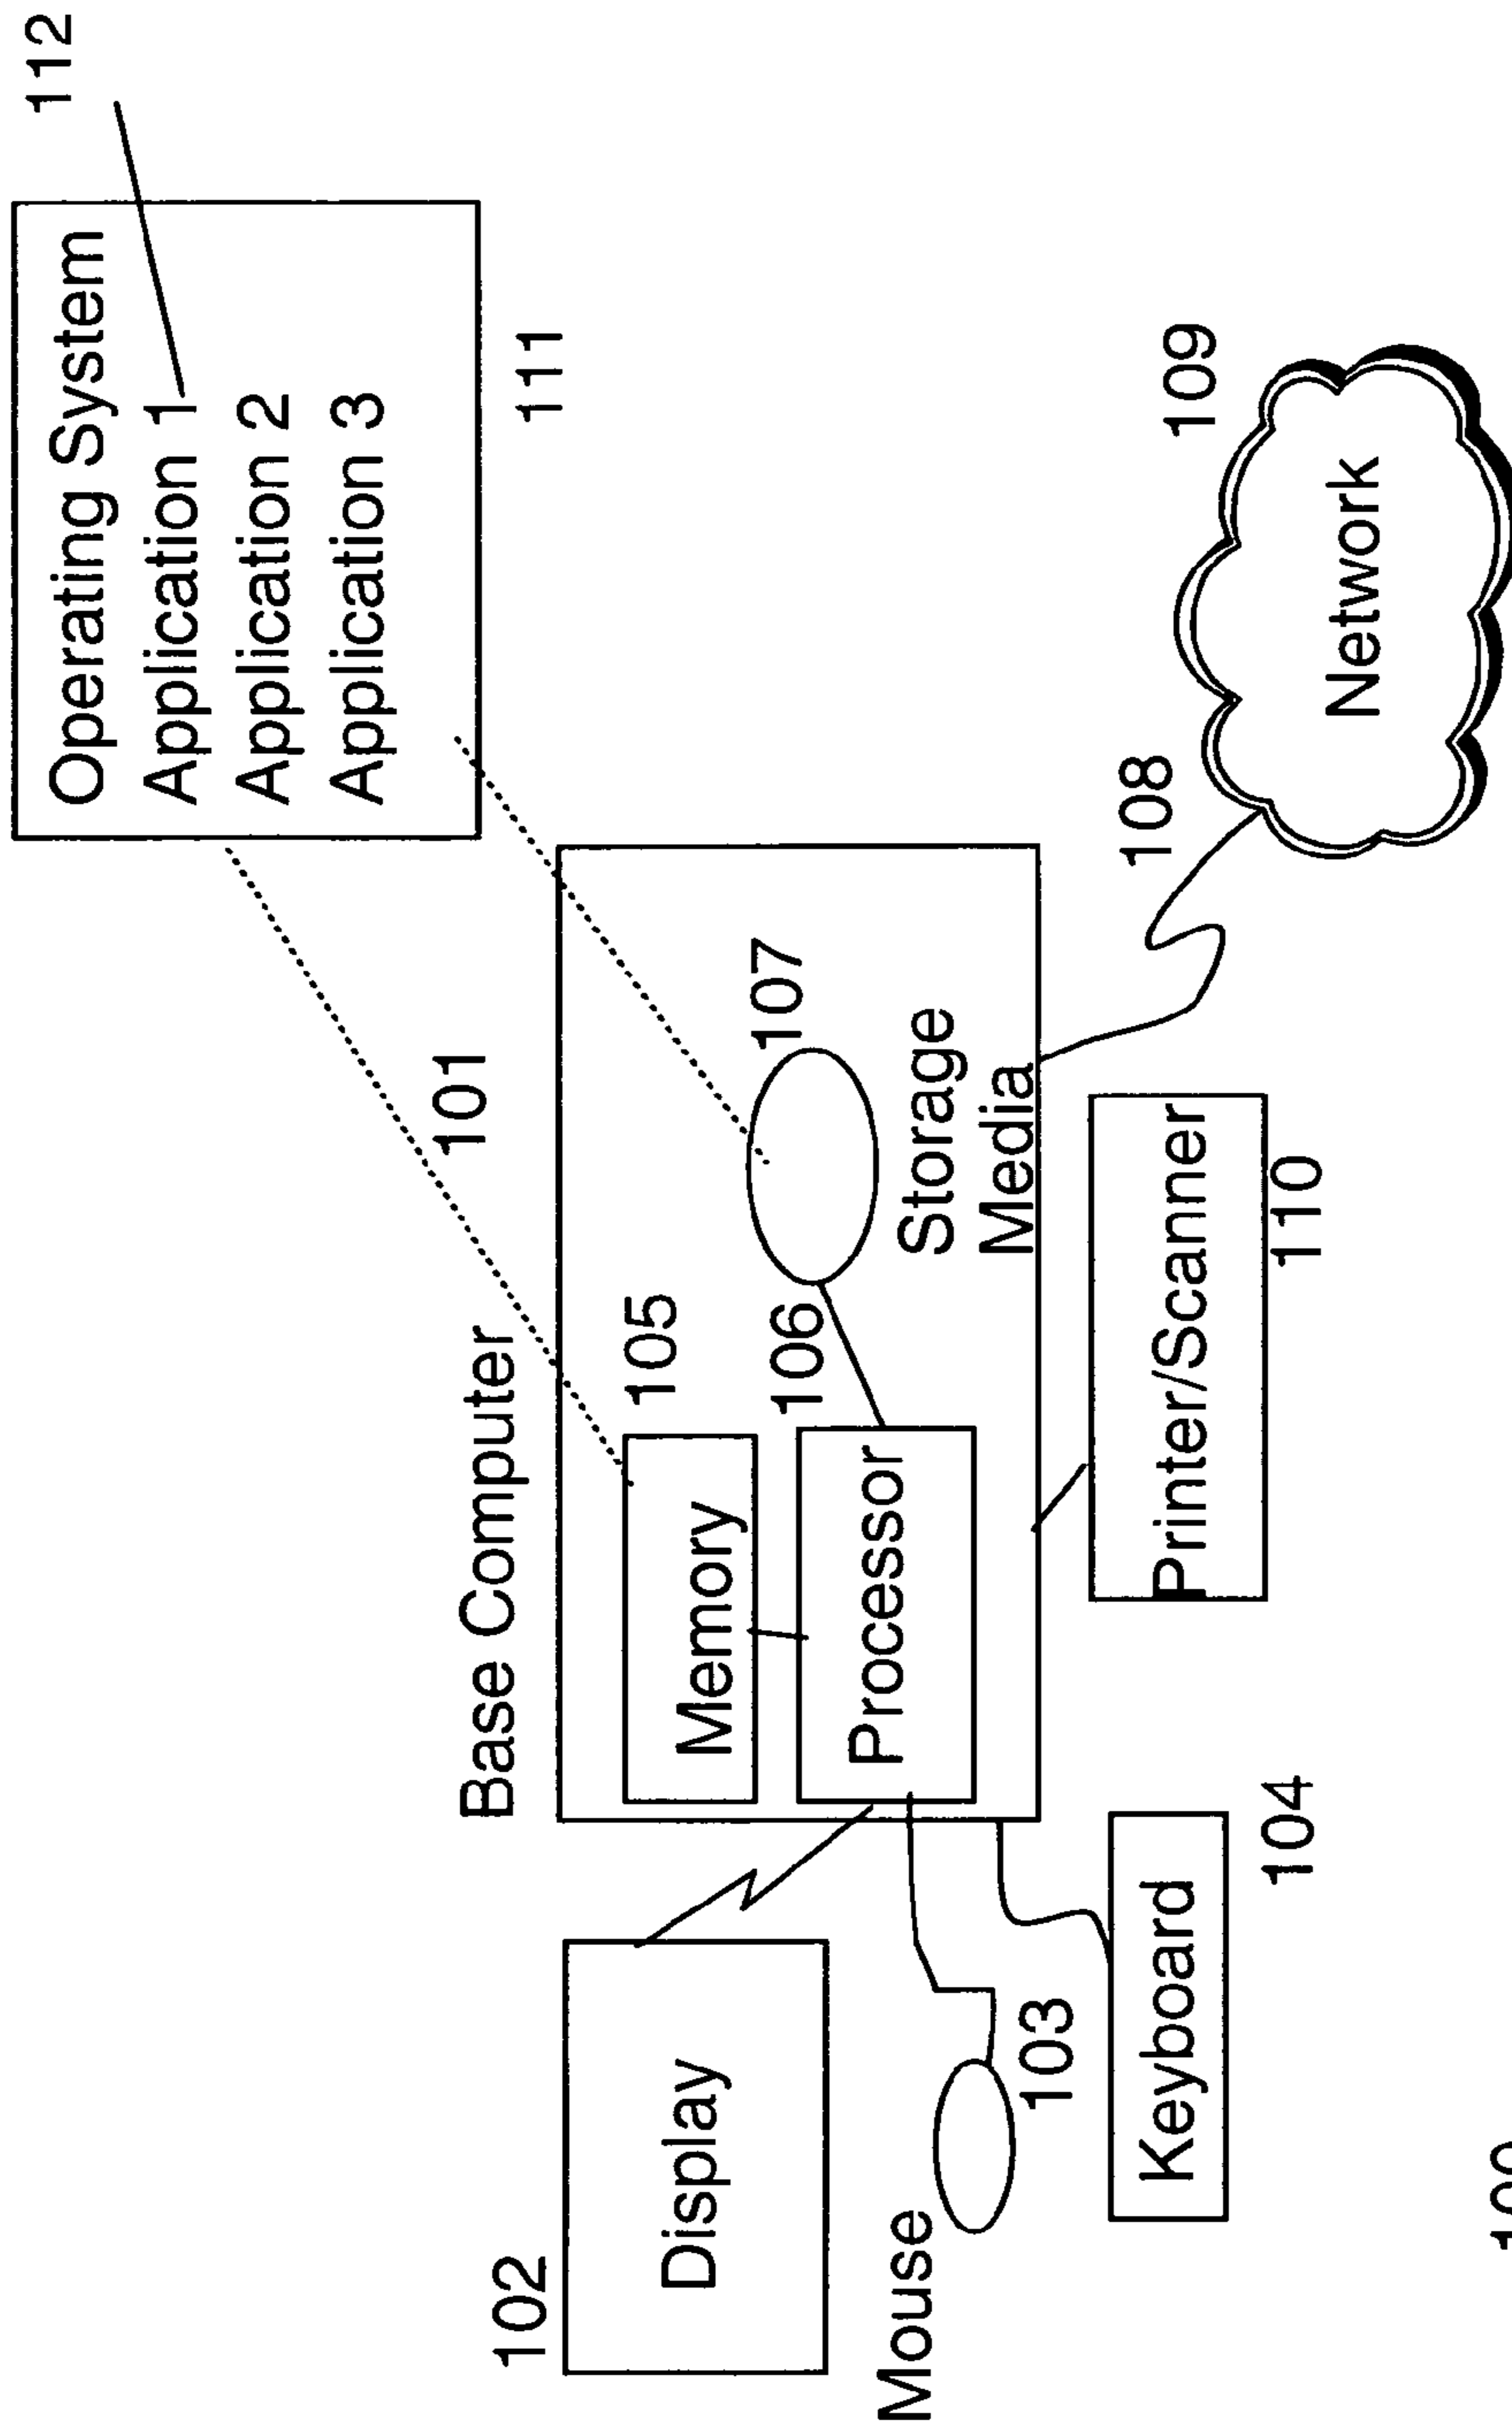 112
Operating System
Application 1
Application 2
Application 3
111
101
Base Computer
102
Display
105
Memory
107
106
Processor
Storage
Media
Mouse
103
108
109
Keyboard
104
Printer/Scanner
110
Network